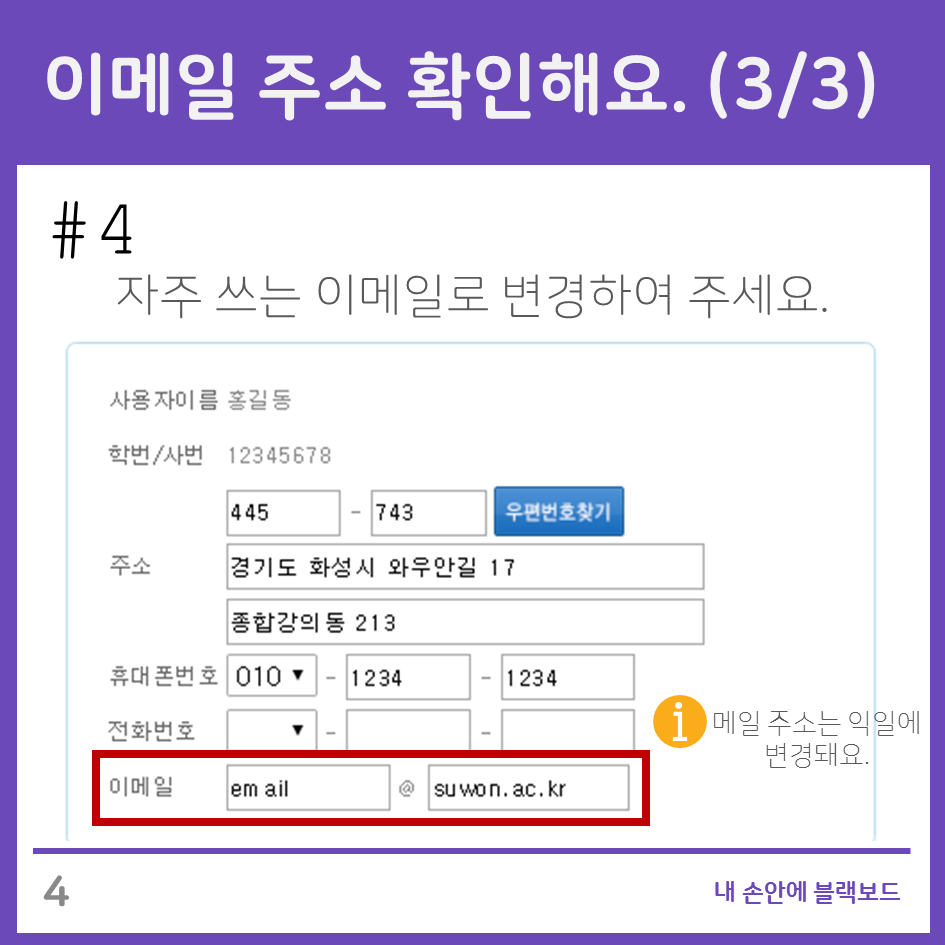 이메일 주소 확인해요. (3/3)
#4
자주 쓰는 이메일로 변경하여 주세요.
사용자이름 홍길동
학번/사번 12345678
445 - 743 우편번호찾기
주소 경기도 화성시 와우안길 17
종합강의동 213
휴대폰번호 010 ▼ - 1234 - 1234
전화번호 ▼ - -
i 메일 주소는 익일에
변경돼요.
이메일 email @ suwon.ac.kr
4 내 손안에 블랙보드